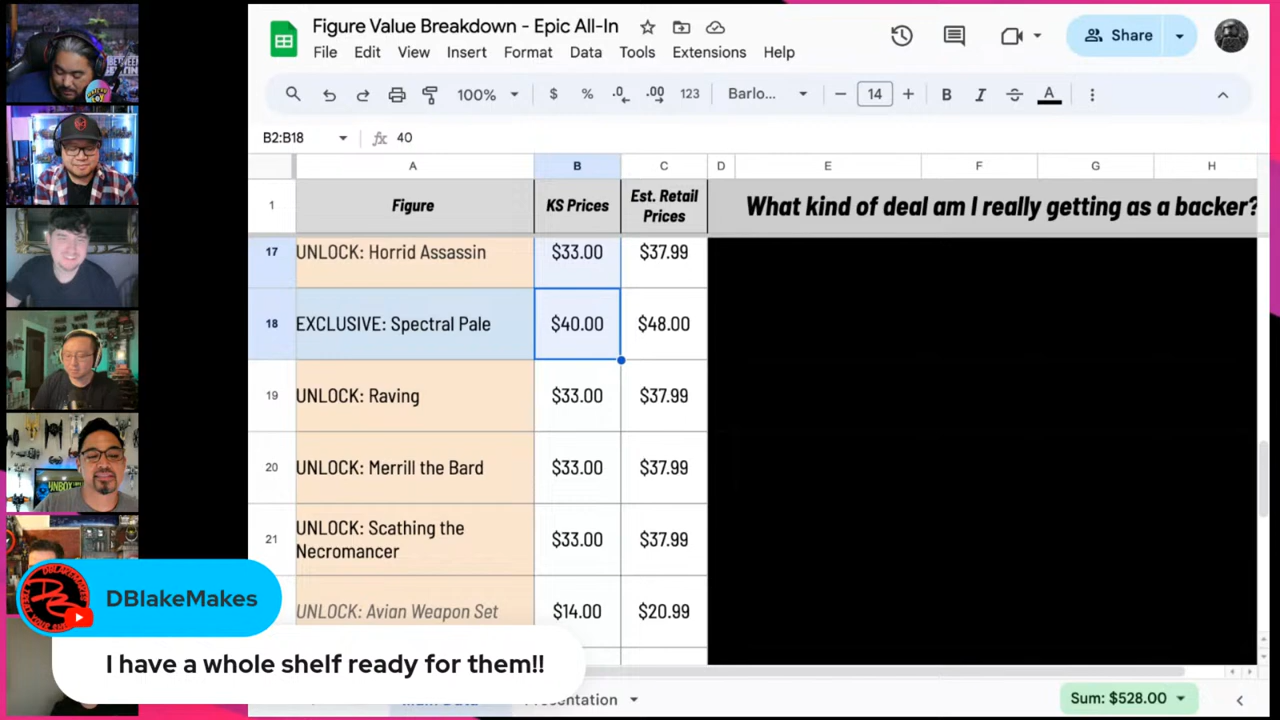 Figure Value Breakdown - Epic All-In
File Edit View Insert Format Data Tools Extensions Help
Share
100% $ % .0 .00 123 Barlo... 14 B I S A
B2:B18 fx 40
A B C D E F G H
1 Figure KS Prices Est. Retail Prices What kind of deal am I really getting as a backer?
17 UNLOCK: Horrid Assassin $33.00 $37.99
18 EXCLUSIVE: Spectral Pale $40.00 $48.00
19 UNLOCK: Raving $33.00 $37.99
20 UNLOCK: Merrill the Bard $33.00 $37.99
21 UNLOCK: Scathing the Necromancer $33.00 $37.99
UNLOCK: Avian Weapon Set $14.00 $20.99
DBlakeMakes
I have a whole shelf ready for them!!
Sum: $528.00